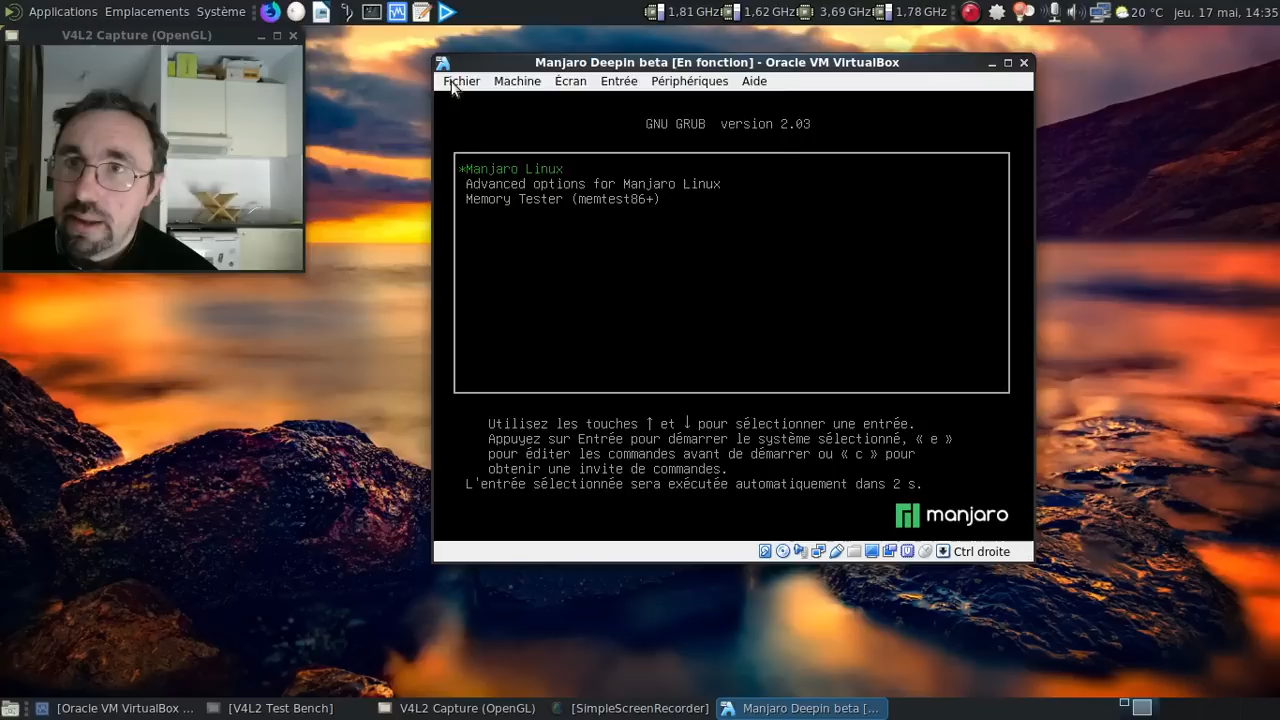 Applications Emplacements Système
1,81 GHz 1,62 GHz 3,69 GHz 1,78 GHz
20 °C jeu. 17 mai, 14:35
V4L2 Capture (OpenGL)
Manjaro Deepin beta [En fonction] - Oracle VM VirtualBox
Fichier Machine Écran Entrée Périphériques Aide
GNU GRUB version 2.03
*Manjaro Linux
Advanced options for Manjaro Linux
Memory Tester (memtest86+)
Utilisez les touches ↑ et ↓ pour sélectionner une entrée.
Appuyez sur Entrée pour démarrer le système sélectionné, « e »
pour éditer les commandes avant de démarrer ou « c » pour
obtenir une invite de commandes.
L'entrée sélectionnée sera exécutée automatiquement dans 2 s.
manjaro
Ctrl droite
[Oracle VM VirtualBox ... [V4L2 Test Bench] V4L2 Capture (OpenGL) [SimpleScreenRecorder] Manjaro Deepin beta [...